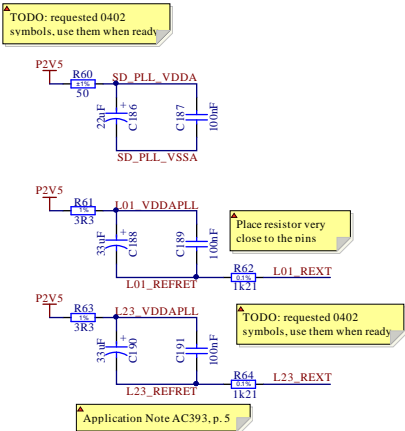 TODO: requested 0402
symbols, use them when ready
P2V5
R60
±1%
50
SD_PLL_VDDA
22uF
+
C186
C187
100nF
SD_PLL_VSSA
P2V5
R61
1%
3R3
L01_VDDAPLL
33uF
+
C188
C189
100nF
Place resistor very
close to the pins
L01_REFRET
R62
0.1%
1k21
L01_REXT
P2V5
R63
1%
3R3
L23_VDDAPLL
33uF
+
C190
C191
100nF
TODO: requested 0402
symbols, use them when ready
L23_REFRET
R64
0.1%
1k21
L23_REXT
Application Note AC393, p. 5